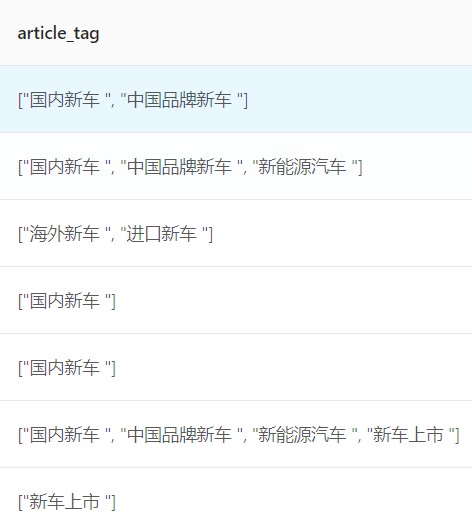 article_tag
["国内新车 ", "中国品牌新车 "]
["国内新车 ", "中国品牌新车 ", "新能源汽车 "]
["海外新车 ", "进口新车 "]
["国内新车 "]
["国内新车 "]
["国内新车 ", "中国品牌新车 ", "新能源汽车 ", "新车上市 "]
["新车上市 "]